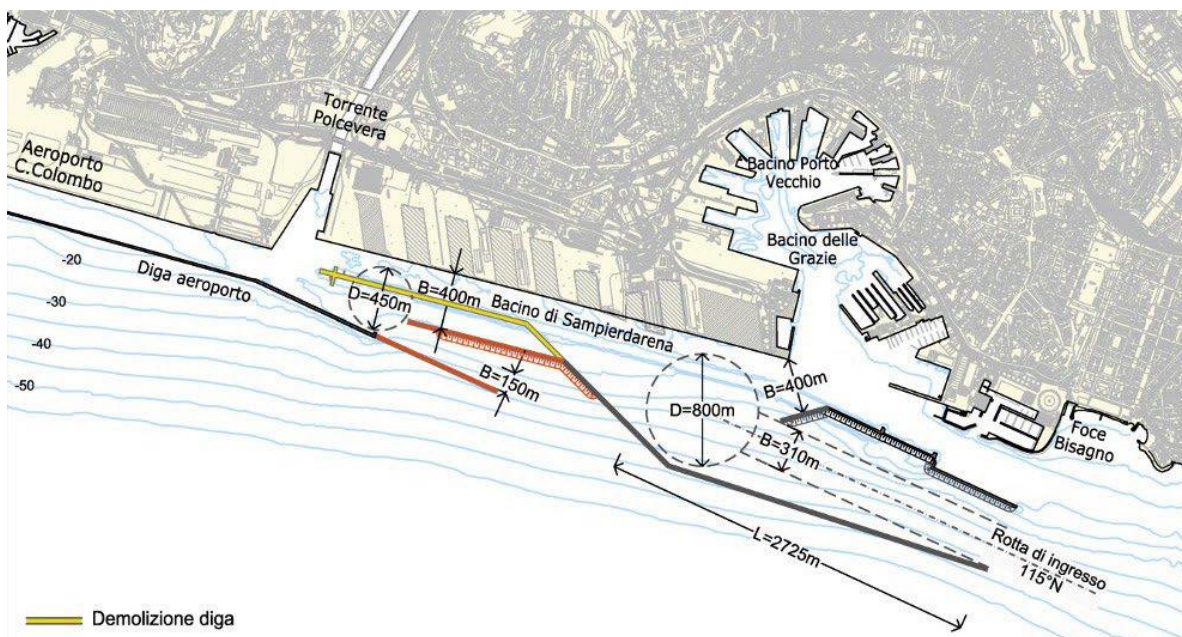 Torrente
Polcevera
Aeroporto
C.Colombo
Bacino Porto
Vecchio
Bacino delle
Grazie
-20
-30
-40
-50
Diga aeroporto
D=450m
B=400m
Bacino di Sampierdarena
B=150m
D=800m
B=400m
B=310m
Foce
Bisagno
L=2725m
Rotta di ingresso
115°N
Demolizione diga